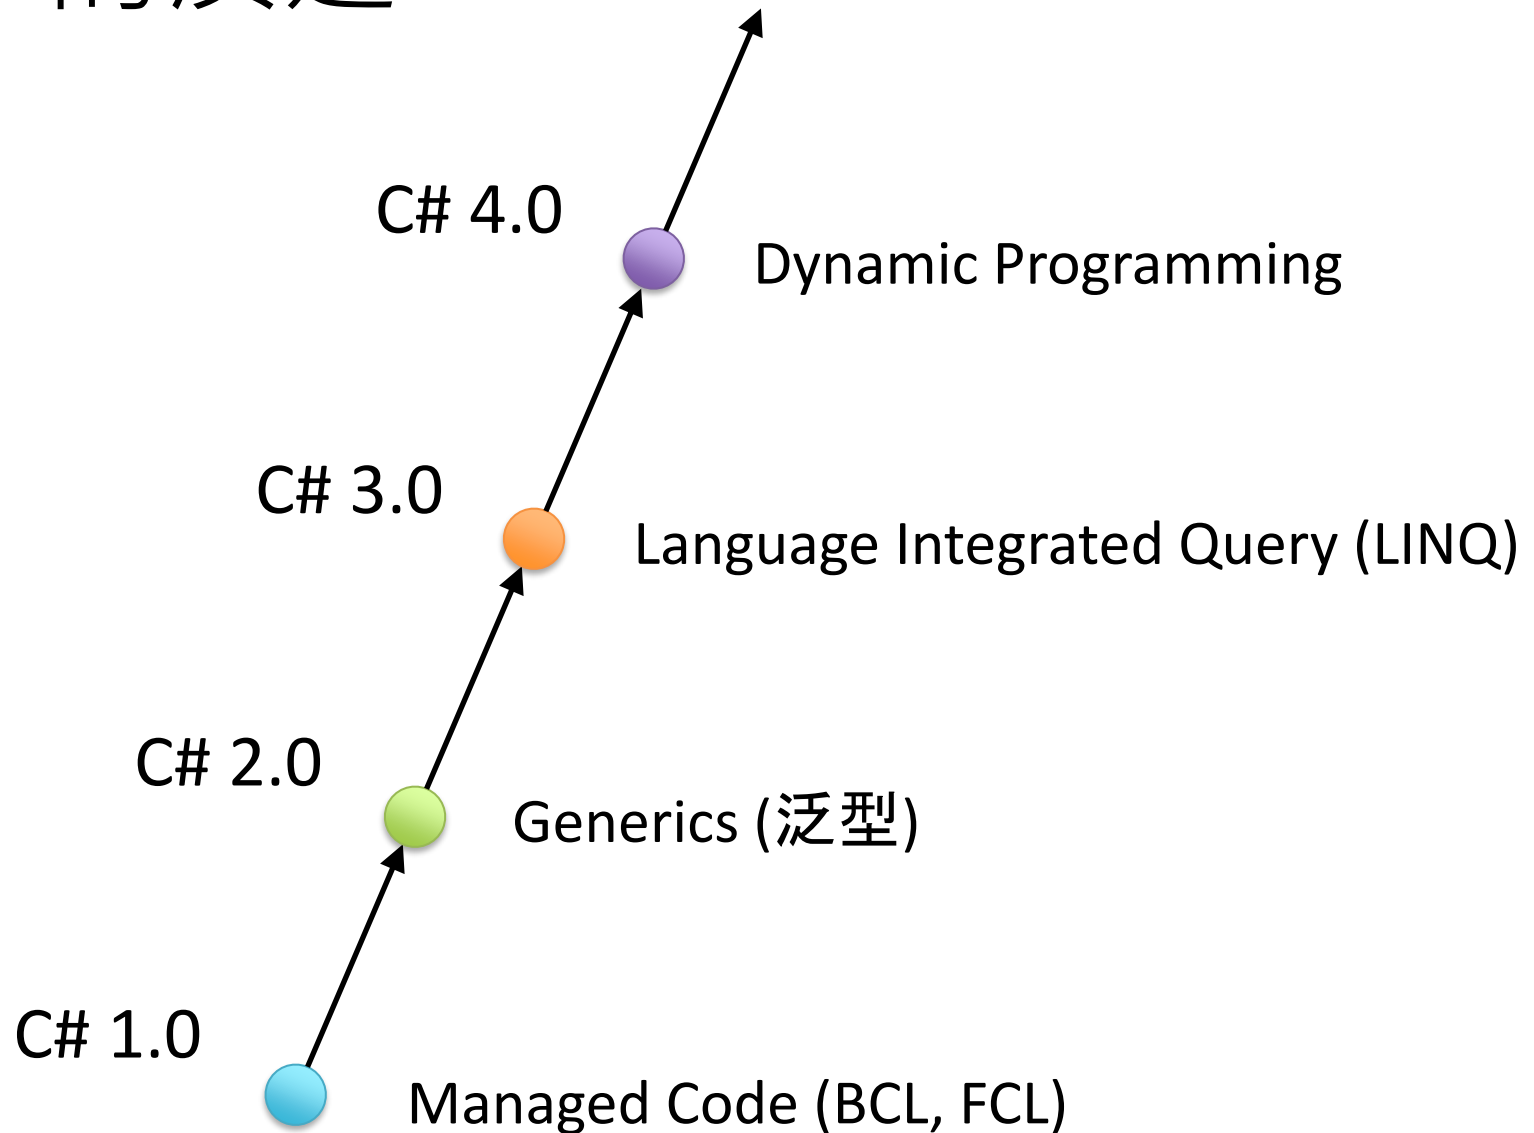 C# 4.0
Dynamic Programming
C# 3.0
Language Integrated Query (LINQ)
C# 2.0
Generics (泛型)
C# 1.0
Managed Code (BCL, FCL)